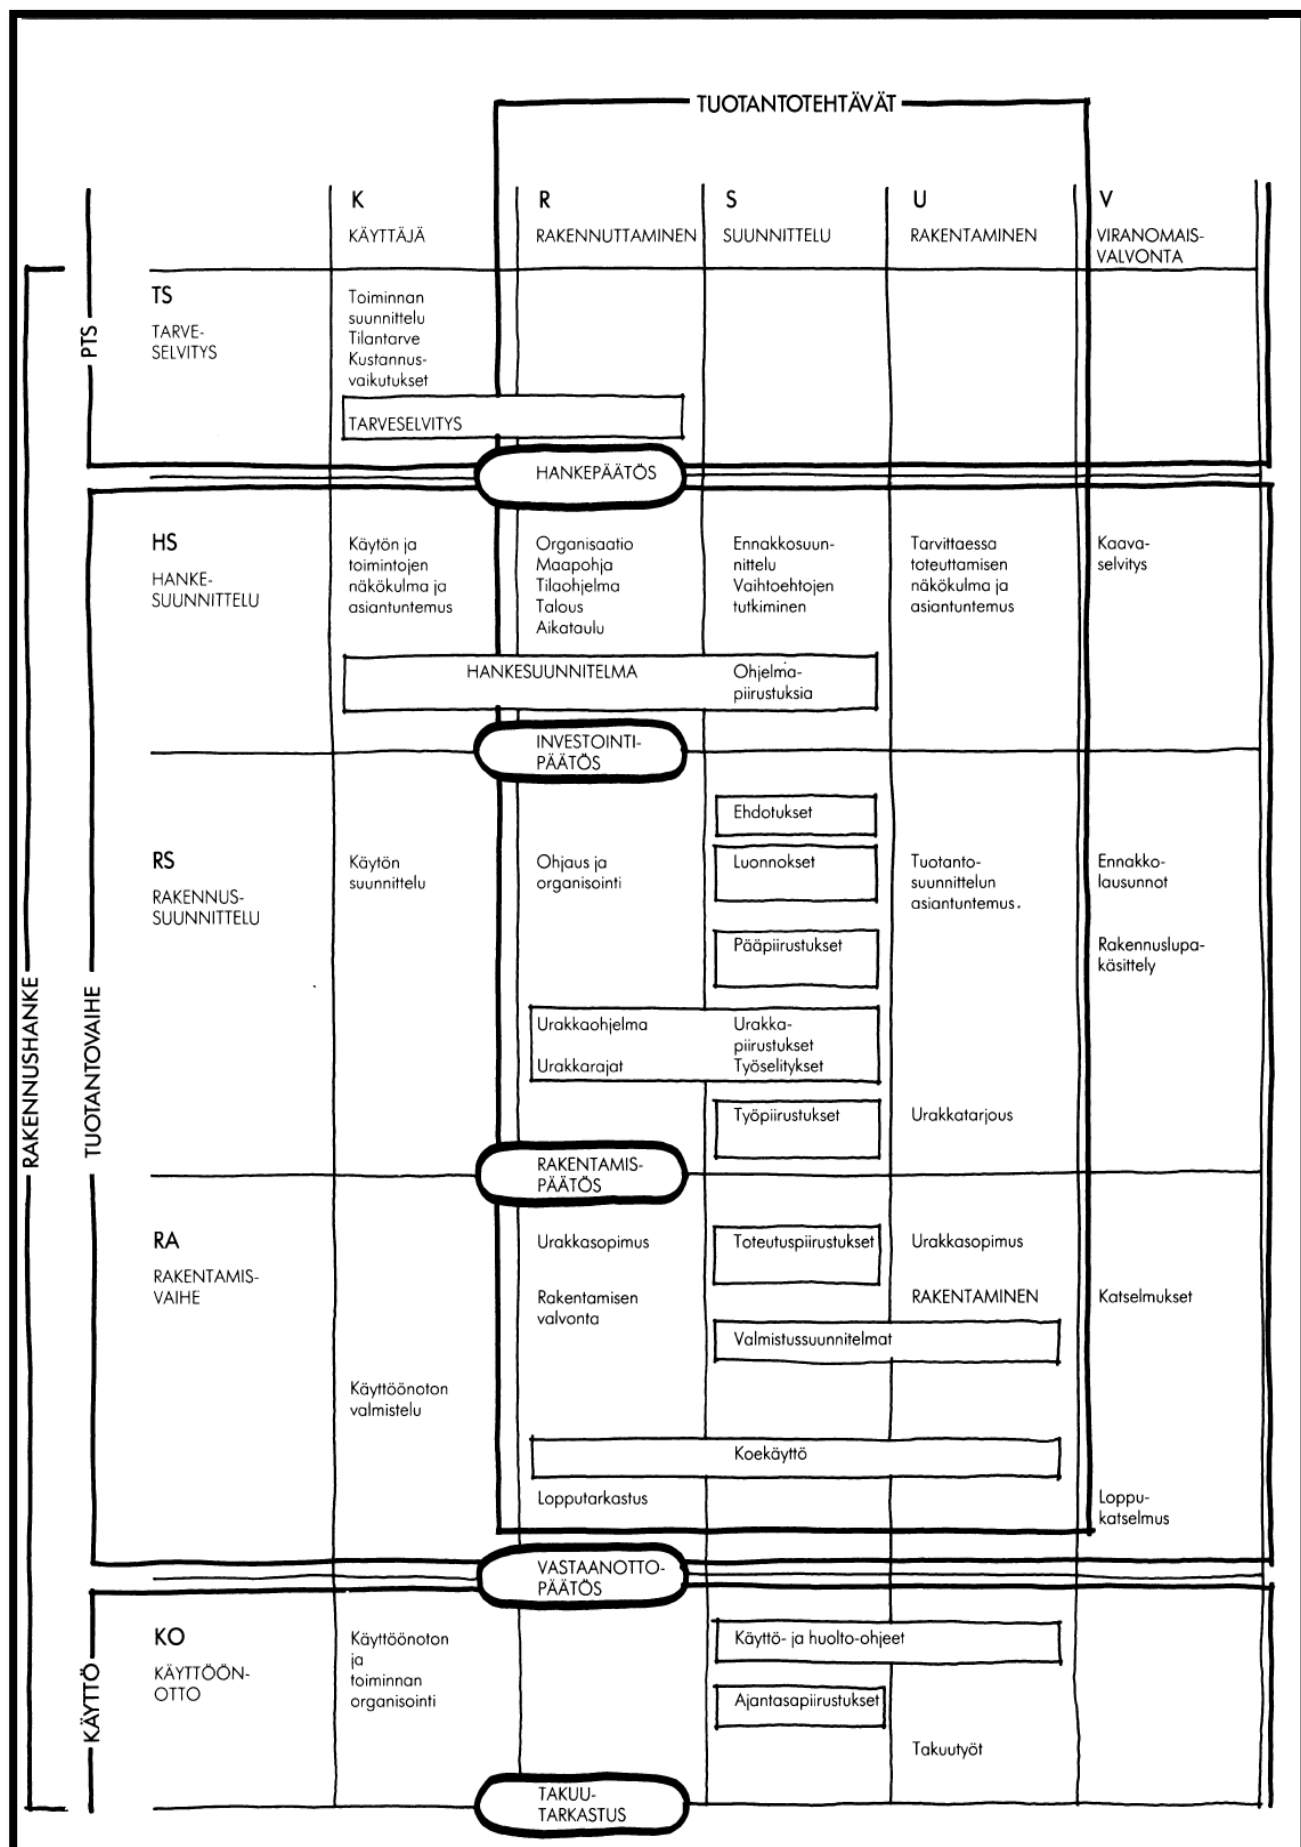 TUOTANTOTEHTÄVÄT
K
KÄYTTÄJÄ
R
RAKENNUTTAMINEN
S
SUUNNITTELU
U
RAKENTAMINEN
V
VIRANOMAIS-
VALVONTA
RAKENNUSHANKE
PTS
TS
TARVE-
SELVITYS
Toiminnan
suunnittelu
Tilantarve
Kustannus-
vaikutukset
TARVESELVITYS
HANKEPÄÄTÖS
TUOTANTOVAIHE
HS
HANKE-
SUUNNITTELU
Käytön ja
toimintojen
näkökulma ja
asiantuntemus
Organisaatio
Maapohja
Tilaohjelma
Talous
Aikataulu
Ennakkosuun-
nittelu
Vaihtoehtojen
tutkiminen
Tarvittaessa
toteuttamisen
näkökulma ja
asiantuntemus
Kaava-
selvitys
HANKESUUNNITELMA
Ohjelma-
piirustuksia
INVESTOINTI-
PÄÄTÖS
RS
RAKENNUS-
SUUNNITTELU
Käytön
suunnittelu
Ohjaus ja
organisointi
Ehdotukset
Luonnokset
Pääpiirustukset
Tuotanto-
suunnittelun
asiantuntemus.
Ennakko-
lausunnot
Rakennuslupa-
käsittely
Urakkaohjelma
Urakkarajat
Urakka-
piirustukset
Työselitykset
Työpiirustukset
Urakkatarjous
RAKENTAMIS-
PÄÄTÖS
RA
RAKENTAMIS-
VAIHE
Käyttöönoton
valmistelu
Urakkasopimus
Rakentamisen
valvonta
Toteutuspiirustukset
Urakkasopimus
RAKENTAMINEN
Katselmukset
Valmistussuunnitelmat
Koekäyttö
Lopputarkastus
Loppu-
katselmus
VASTAANOTTO-
PÄÄTÖS
KÄYTTÖ
KO
KÄYTTÖÖN-
OTTO
Käyttöönoton
ja
toiminnan
organisointi
Käyttö- ja huolto-ohjeet
Ajantasapiirustukset
Takuutyöt
TAKUU-
TARKASTUS